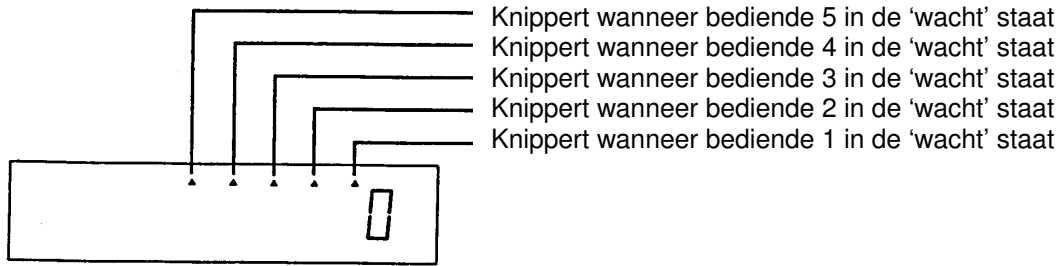 Knippert wanneer bediende 5 in de ‘wacht’ staat
Knippert wanneer bediende 4 in de ‘wacht’ staat
Knippert wanneer bediende 3 in de ‘wacht’ staat
Knippert wanneer bediende 2 in de ‘wacht’ staat
Knippert wanneer bediende 1 in de ‘wacht’ staat
0